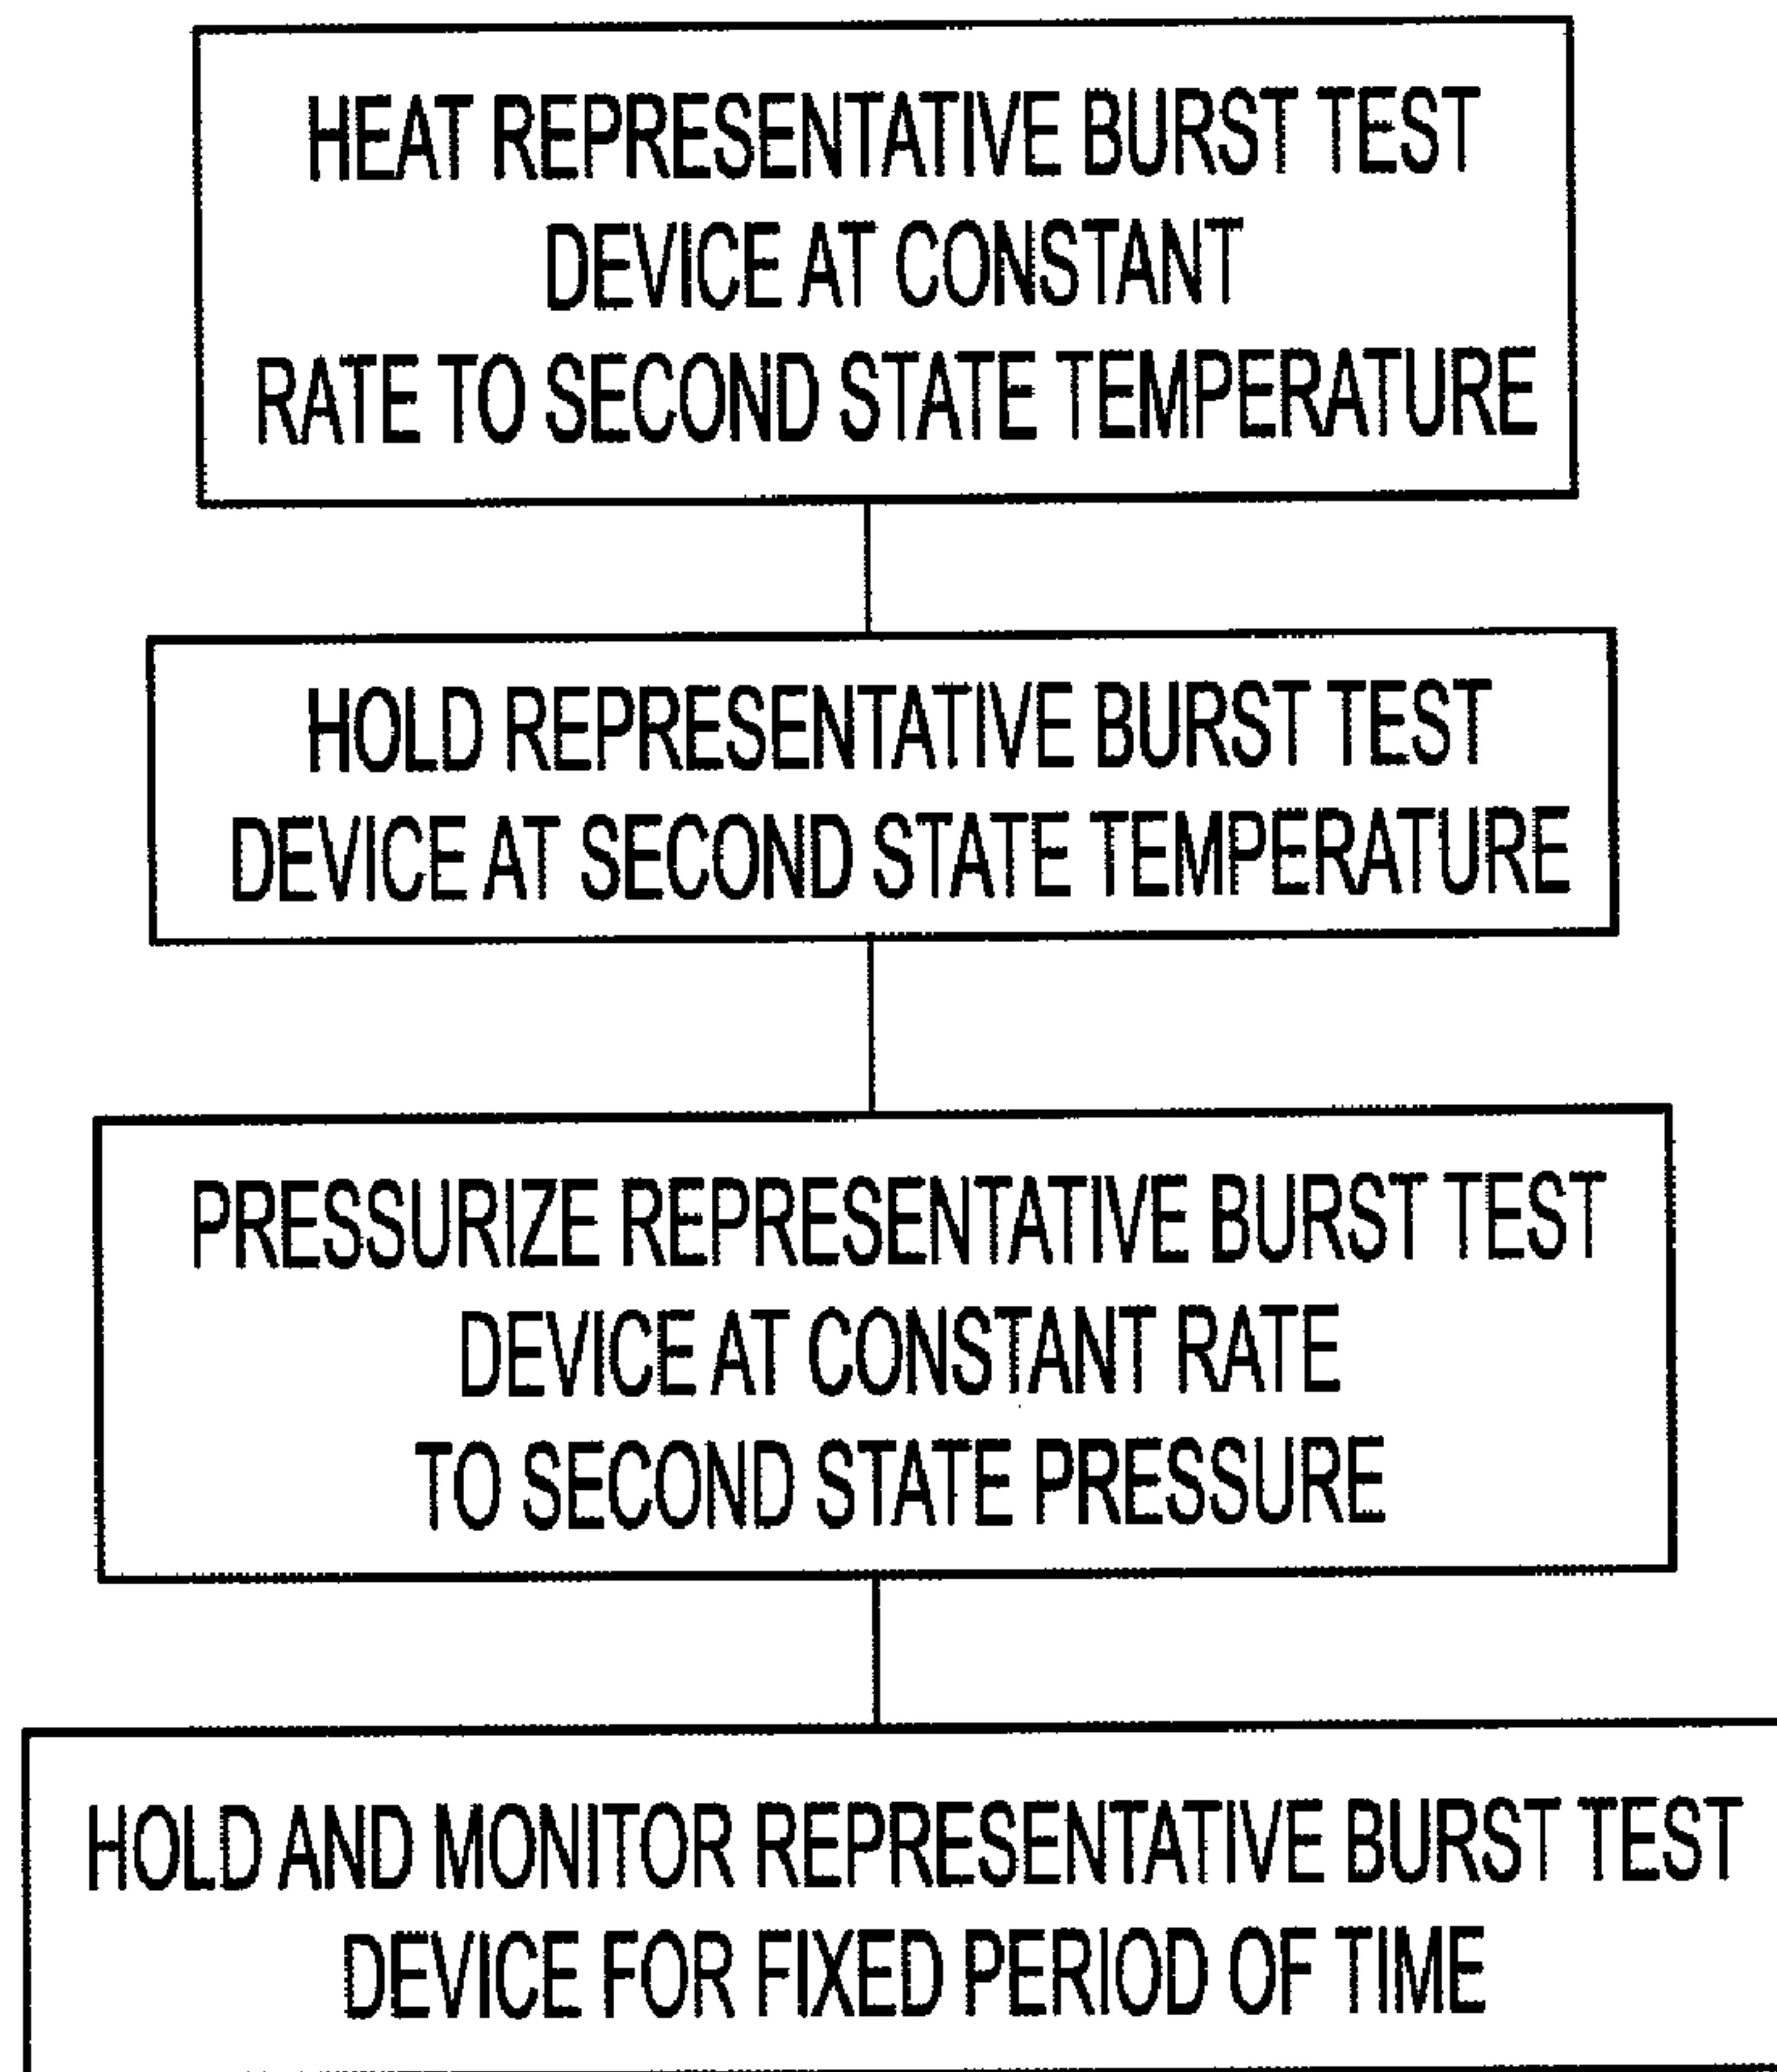 HEAT REPRESENTATIVE BURST TEST
DEVICE AT CONSTANT
RATE TO SECOND STATE TEMPERATURE
HOLD REPRESENTATIVE BURST TEST
DEVICE AT SECOND STATE TEMPERATURE
PRESSURIZE REPRESENTATIVE BURST TEST
DEVICE AT CONSTANT RATE
TO SECOND STATE PRESSURE
HOLD AND MONITOR REPRESENTATIVE BURST TEST
DEVICE FOR FIXED PERIOD OF TIME